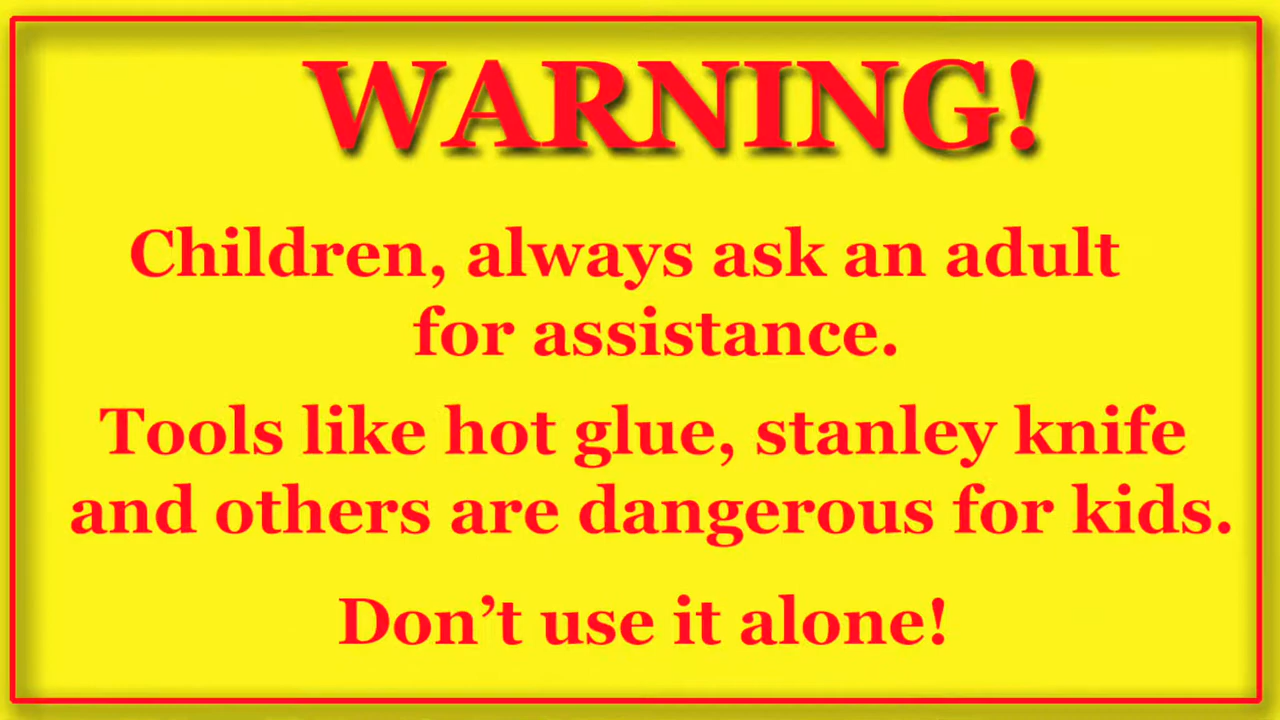 WARNING!
Children, always ask an adult
for assistance.
Tools like hot glue, stanley knife
and others are dangerous for kids.
Don’t use it alone!